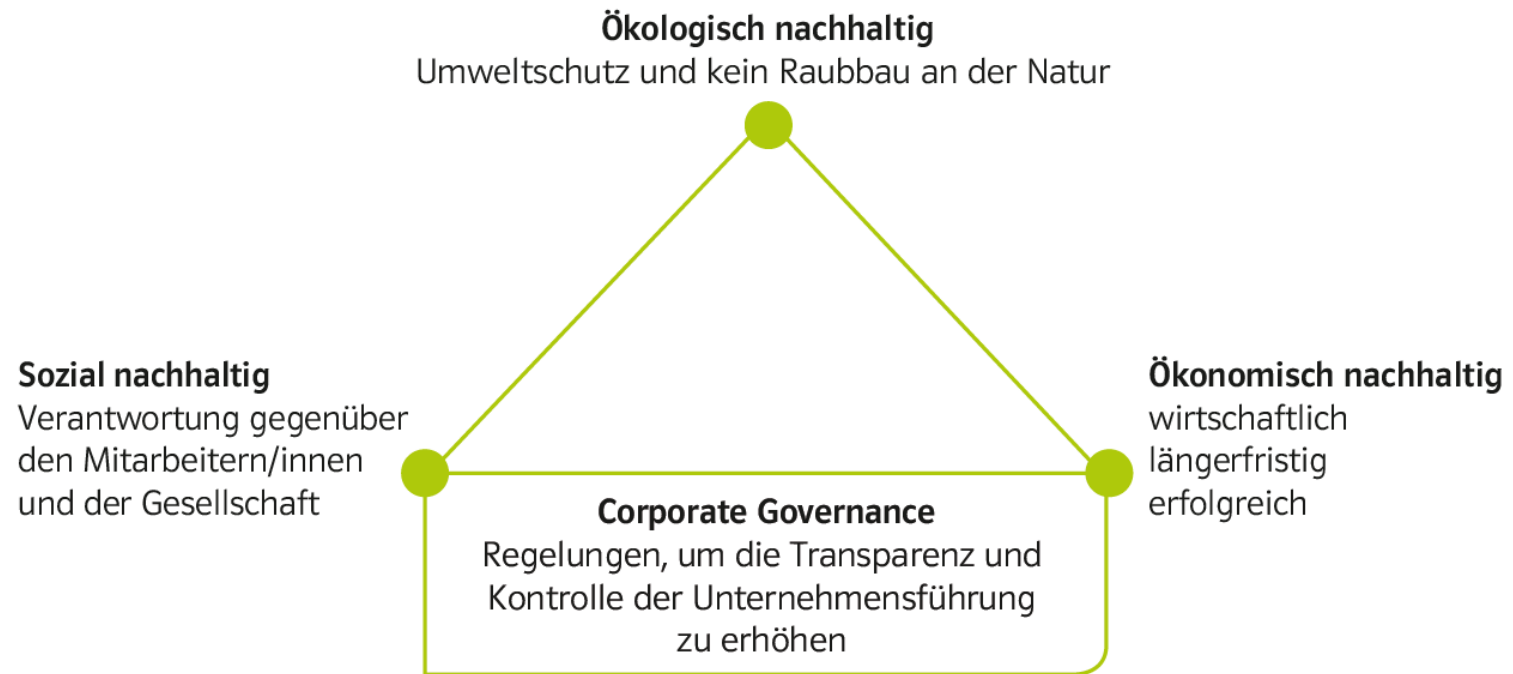 Ökologisch nachhaltig
Umweltschutz und kein Raubbau an der Natur
Sozial nachhaltig
Verantwortung gegenüber
den Mitarbeitern/innen
und der Gesellschaft
Ökonomisch nachhaltig
wirtschaftlich
längerfristig
erfolgreich
Corporate Governance
Regelungen, um die Transparenz und
Kontrolle der Unternehmensführung
zu erhöhen